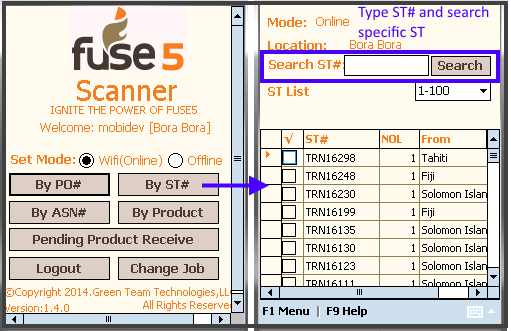 fuse 5
Scanner
IGNITE THE POWER OF FUSE5
Welcome: mobidev [Bora Bora]
Set Mode: Wifi(Online) Offline
By PO# By ST#
By ASN# By Product
Pending Product Receive
Logout Change Job
©Copyright 2014.Green Team Technologies,LL
All Rights Reserve
Version:1.4.0
Type ST# and search
specific ST
Mode: Online
Location: Bora Bora
Search ST#: Search
ST List 1-100
√ ST# NOL From
TRN16298 1 Tahiti
TRN16248 1 Fiji
TRN16230 1 Solomon Islan
TRN16199 1 Fiji
TRN16135 1 Solomon Islan
TRN16130 1 Solomon Islan
TRN16123 1 Solomon Islan
TRN16111 1 Solomon Islan
F1 Menu | F9 Help